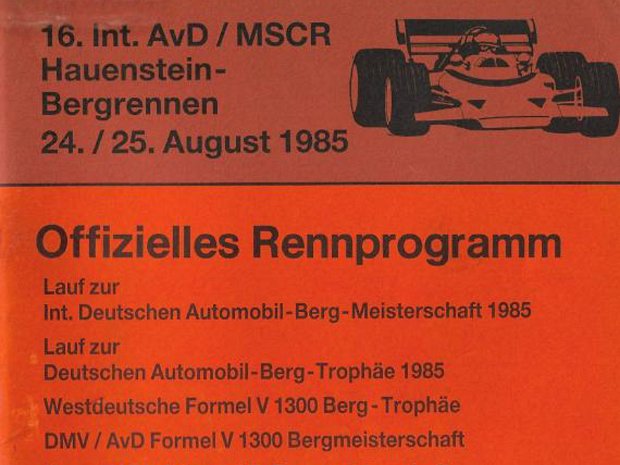 16. Int. AvD / MSCR
Hauenstein-
Bergrennen
24. / 25. August 1985
Offizielles Rennprogramm
Lauf zur
Int. Deutschen Automobil-Berg-Meisterschaft 1985
Lauf zur
Deutschen Automobil-Berg-Trophäe 1985
Westdeutsche Formel V 1300 Berg-Trophäe
DMV / AvD Formel V 1300 Bergmeisterschaft